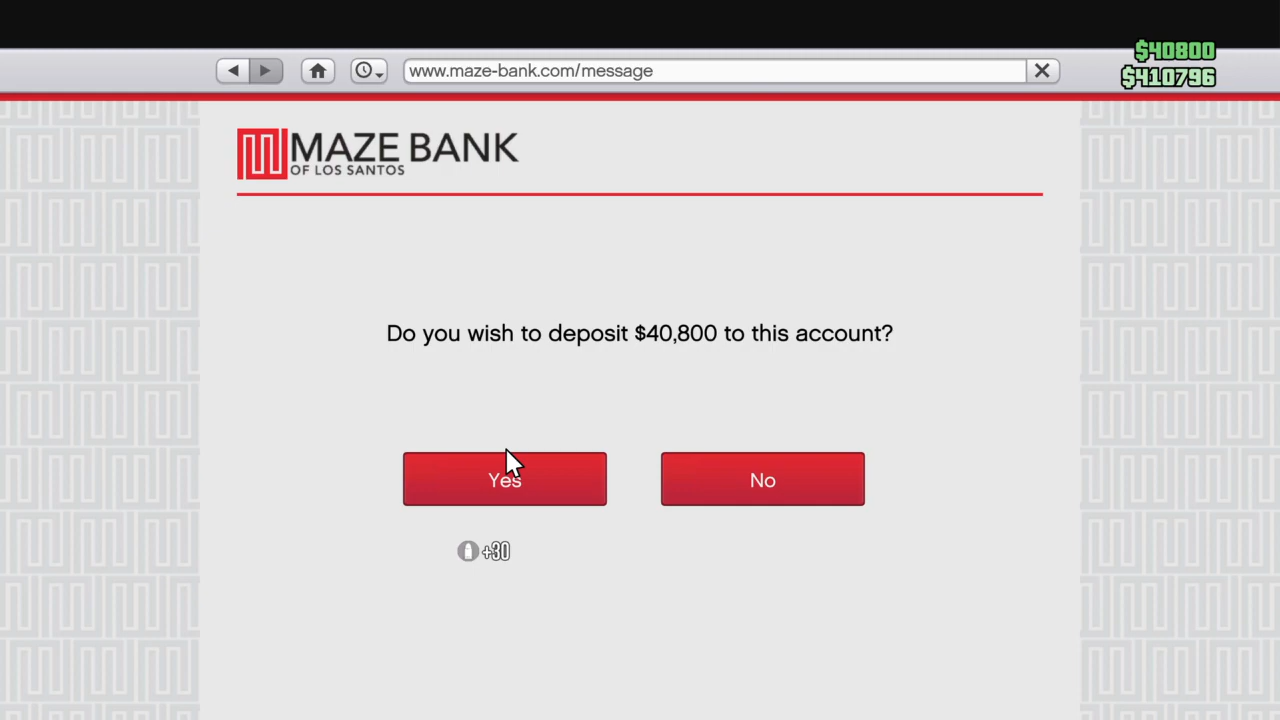 $40800
www.maze-bank.com/message
$410796
MAZE BANK
OF LOS SANTOS
Do you wish to deposit $40,800 to this account?
Yes
No
+30